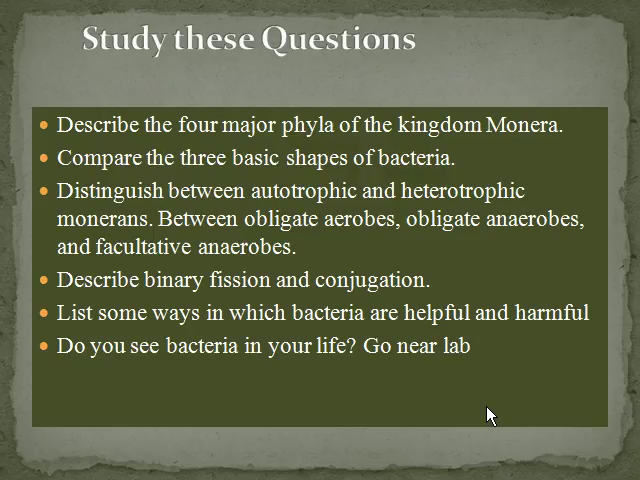 Study these Questions
• Describe the four major phyla of the kingdom Monera.
• Compare the three basic shapes of bacteria.
• Distinguish between autotrophic and heterotrophic
monerans. Between obligate aerobes, obligate anaerobes,
and facultative anaerobes.
• Describe binary fission and conjugation.
• List some ways in which bacteria are helpful and harmful
• Do you see bacteria in your life? Go near lab